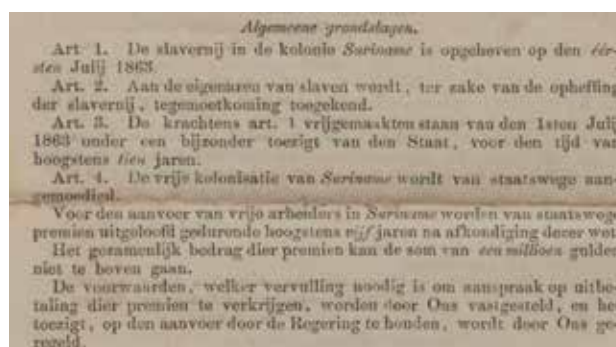 Algemeene grondslagen.
Art 1. De slavernij in de kolonie Suriname is opgeheven op den éér-
sten Julij 1863.
Art. 2. Aan de eigenaren van slaven wordt, ter zake van de opheffing
der slavernij, tegemoetkoming toegekend.
Art. 3. De krachtens art. 1 vrijgemaakten staan van den 1sten Julij
1863 onder een bijzonder toezigt van den Staat, voor den tijd van
hoogstens tien jaren.
Art. 4. De vrije kolonisatie van Suriname wordt van staatswege aan-
gemoedigd.
Voor den aanvoer van vrije arbeiders in Suriname worden van staatswege
premien uitgeloofd gedurende hoogstens vijf jaren na afkondiging dezer wet
Het gezamenlijk bedrag dier premien kan de som van een millioen gulden
niet te boven gaan.
De voorwaarden, welker vervulling noodig is om aanspraak op uitbe-
taling dier premien te verkrijgen, worden door Ons vastgesteld, en he
toezigt, op den aanvoer door de Regering te houden, wordt door Ons ge-
regeld.